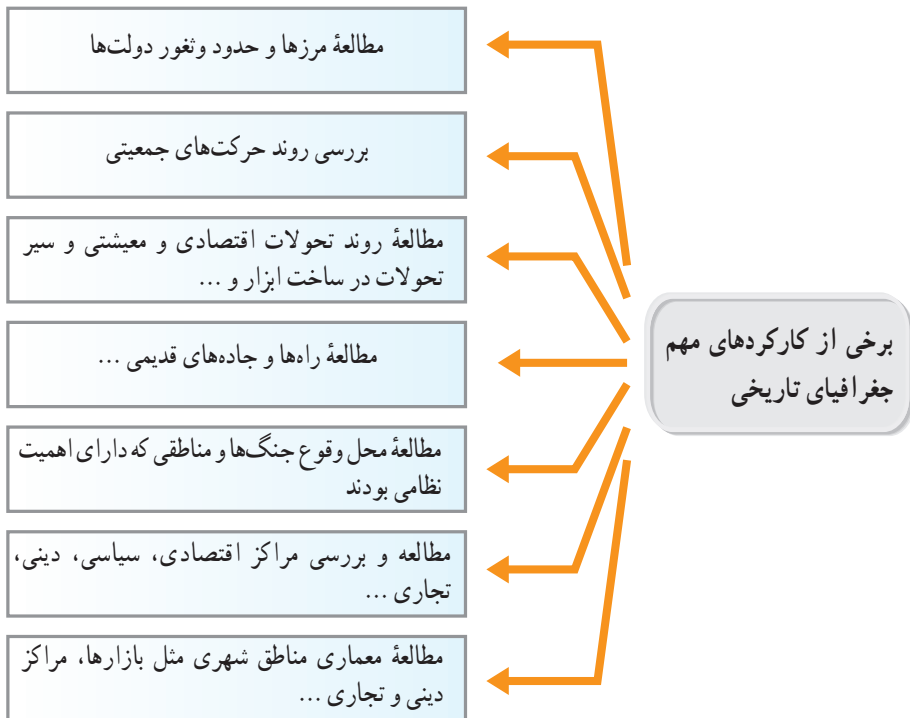 برخی از کارکردهای مهم
جغرافیای تاریخی
مطالعهٔ مرزها و حدود وثغور دولت‌ها
بررسی روند حرکت‌های جمعیتی
مطالعهٔ روند تحولات اقتصادی و معیشتی و سیر
تحولات در ساخت ابزار و ...
مطالعهٔ راه‌ها و جاده‌های قدیمی ...
مطالعهٔ محل وقوع جنگ‌ها و مناطقی که دارای اهمیت
نظامی بودند
مطالعه و بررسی مراکز اقتصادی، سیاسی، دینی،
تجاری ...
مطالعهٔ معماری مناطق شهری مثل بازارها، مراکز
دینی و تجاری ...